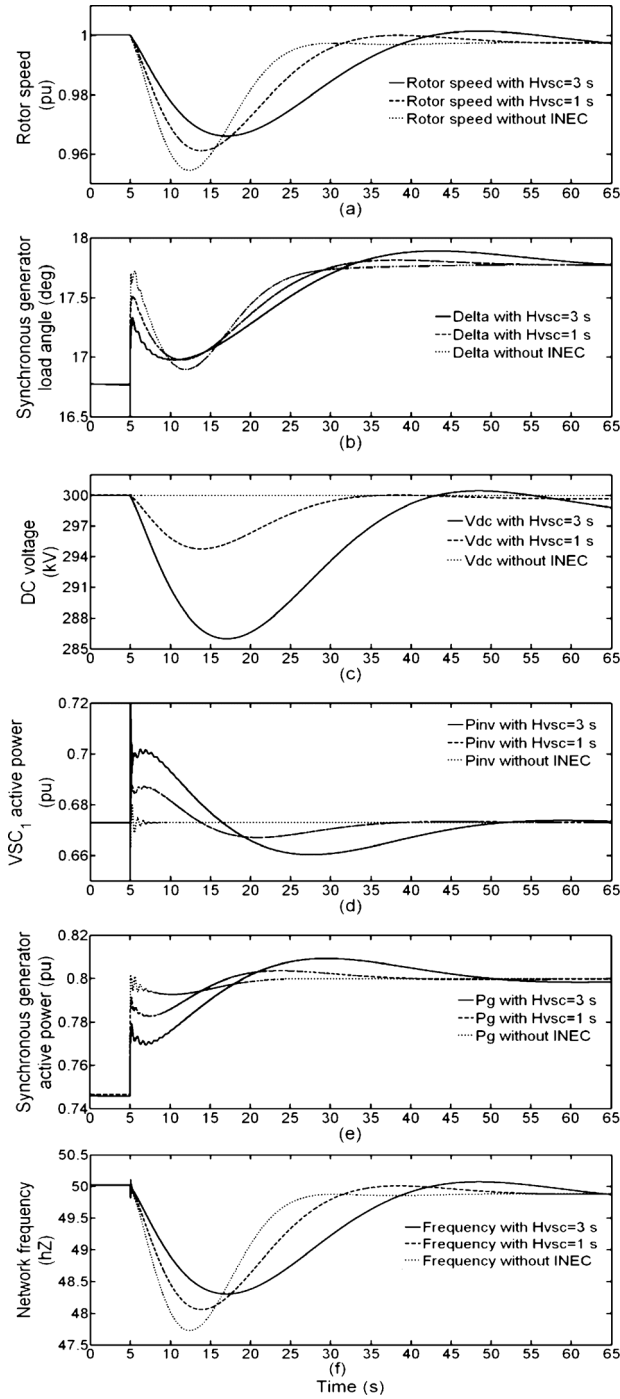 Rotor speed
(pu)
1
0.98
0.96
Rotor speed with Hvsc=3 s
Rotor speed with Hvsc=1 s
Rotor speed without INEC
0 5 10 15 20 25 30 35 40 45 50 55 60 65
(a)
Synchronous generator
load angle (deg)
18
17.5
17
16.5
Delta with Hvsc=3 s
Delta with Hvsc=1 s
Delta without INEC
0 5 10 15 20 25 30 35 40 45 50 55 60 65
(b)
DC voltage
(kV)
300
297
294
291
288
285
Vdc with Hvsc=3 s
Vdc with Hvsc=1 s
Vdc without INEC
0 5 10 15 20 25 30 35 40 45 50 55 60 65
(c)
VSC1 active power
(pu)
0.72
0.7
0.68
0.66
Pinv with Hvsc=3 s
Pinv with Hvsc=1 s
Pinv without INEC
0 5 10 15 20 25 30 35 40 45 50 55 60 65
(d)
Synchronous generator
active power (pu)
0.82
0.8
0.78
0.76
0.74
Pg with Hvsc=3 s
Pg with Hvsc=1 s
Pg without INEC
0 5 10 15 20 25 30 35 40 45 50 55 60 65
(e)
Network frequency
(hZ)
50.5
50
49.5
49
48.5
48
47.5
Frequency with Hvsc=3 s
Frequency with Hvsc=1 s
Frequency without INEC
0 5 10 15 20 25 30 35 40 45 50 55 60 65
(f)
Time (s)